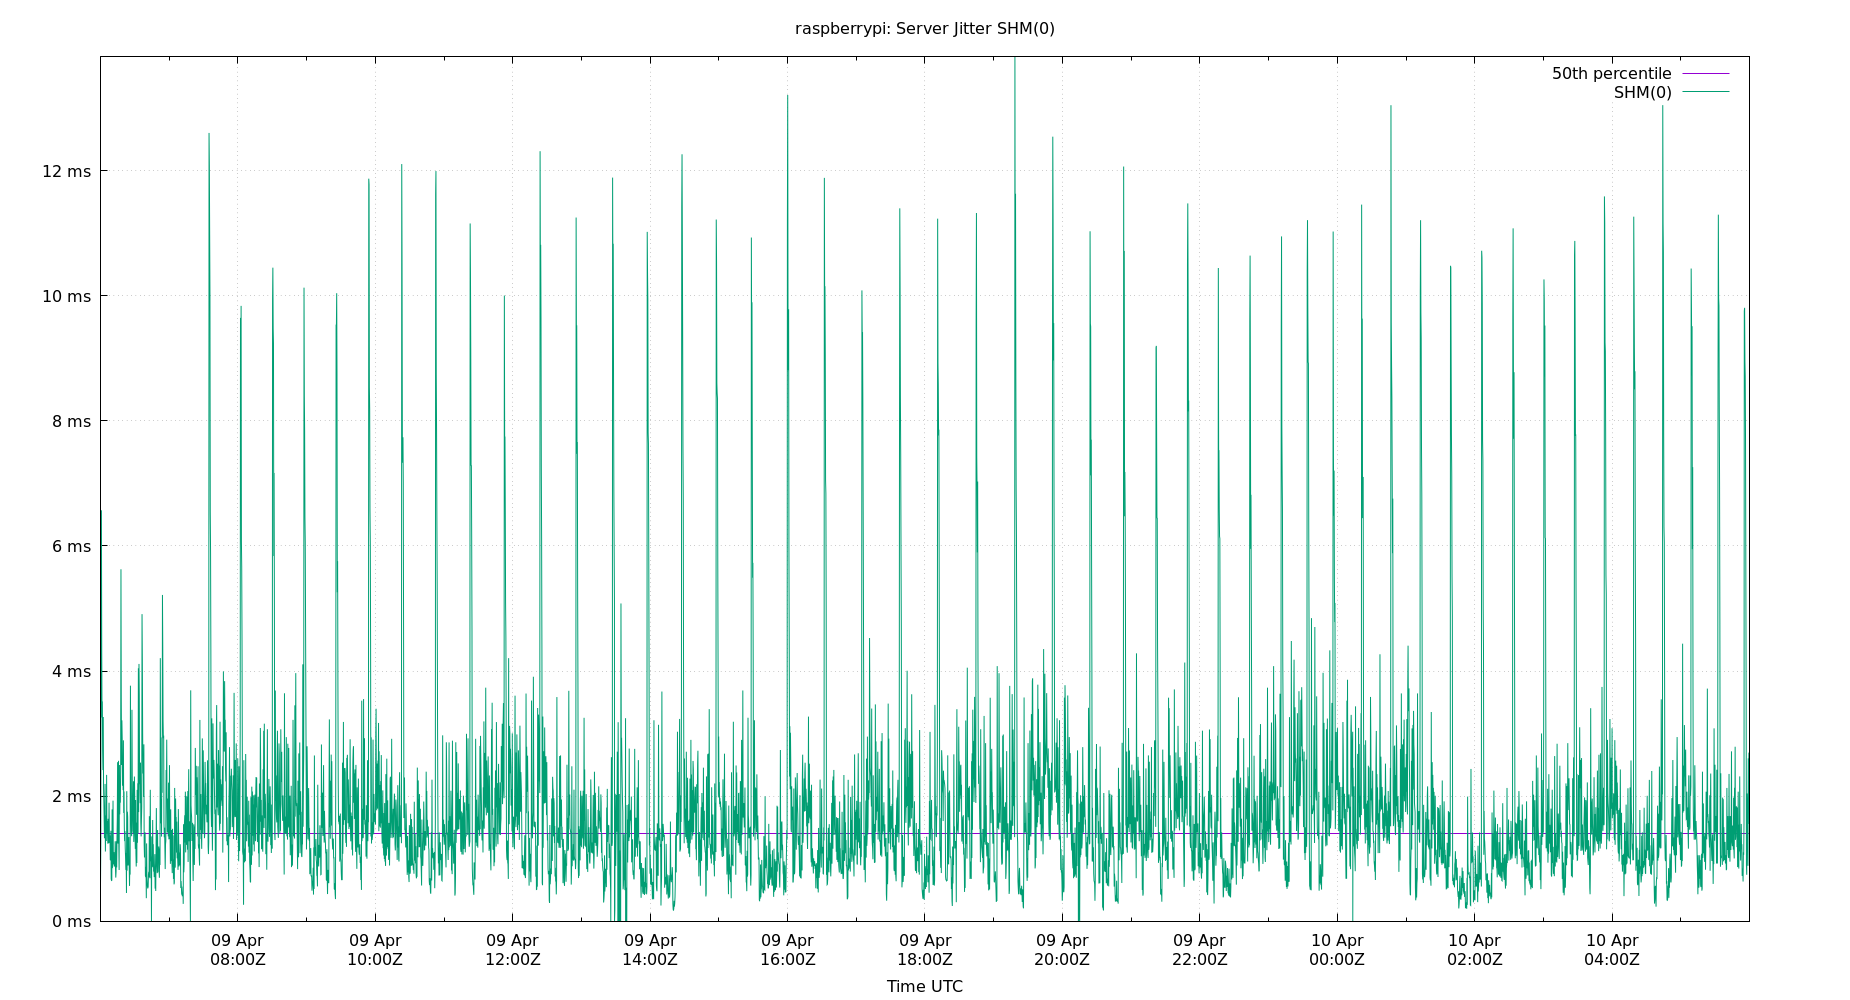 raspberrypi: Server Jitter SHM(0)
50th percentile
SHM(0)
12 ms
10 ms
8 ms
6 ms
4 ms
2 ms
0 ms
09 Apr 09 Apr 09 Apr 09 Apr 09 Apr 09 Apr 09 Apr 09 Apr 10 Apr 10 Apr 10 Apr
08:00Z 10:00Z 12:00Z 14:00Z 16:00Z 18:00Z 20:00Z 22:00Z 00:00Z 02:00Z 04:00Z
Time UTC